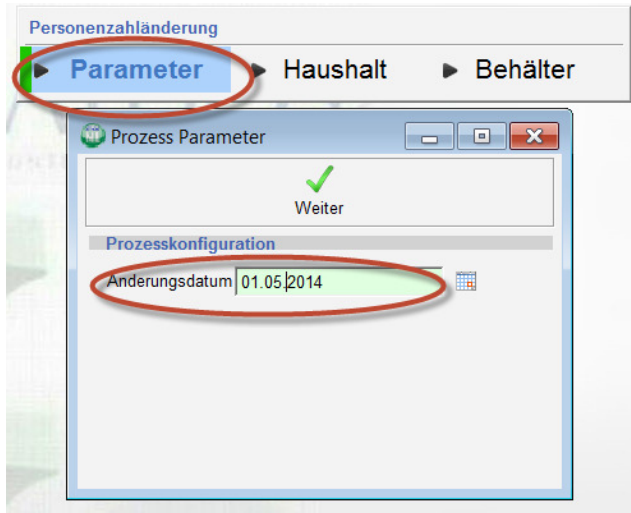 Personenzahländerung
Parameter Haushalt Behälter
Prozess Parameter
Weiter
Prozesskonfiguration
Änderungsdatum 01.05.2014